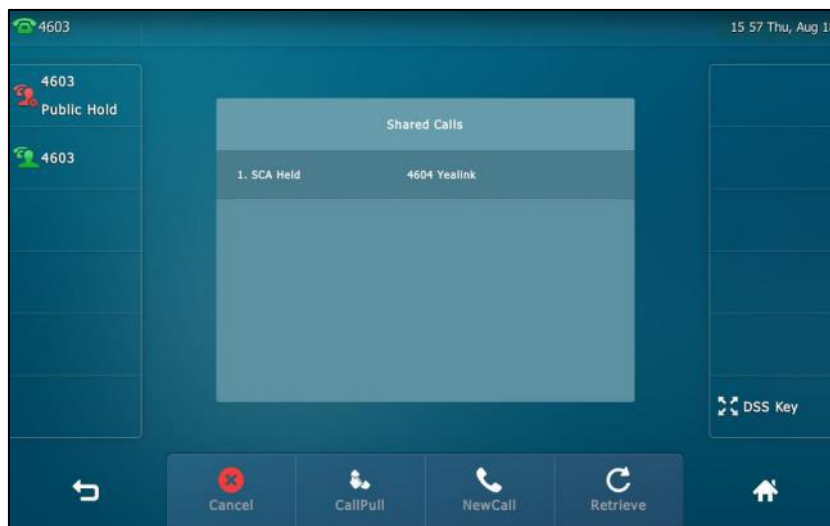 4603
15 57 Thu, Aug 18
4603
Public Hold
4603
Shared Calls
1. SCA Held 4604 Yealink
DSS Key
Cancel
CallPull
NewCall
Retrieve